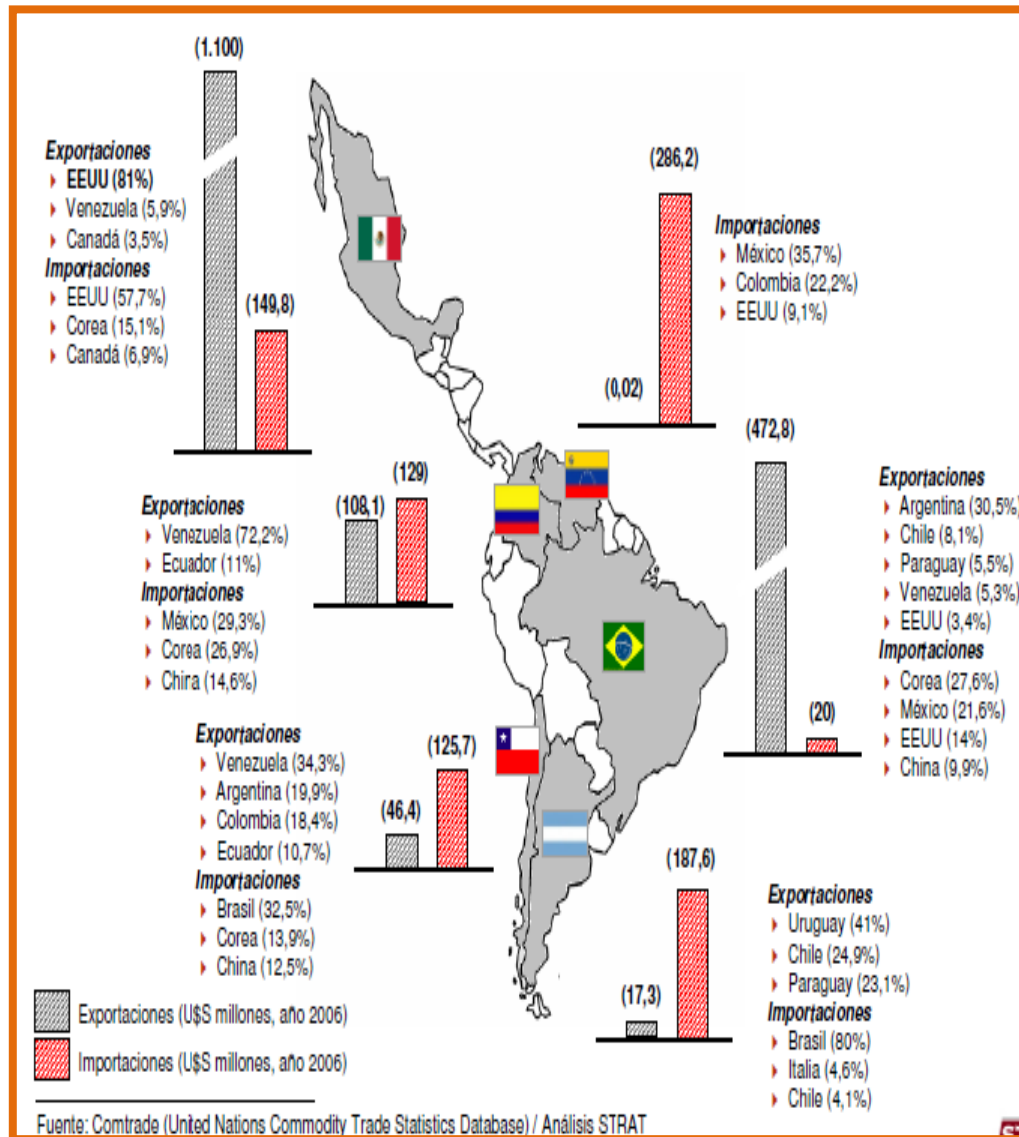 (1.100)
Exportaciones
EEUU (81%)
Venezuela (5,9%)
Canadá (3,5%)
Importaciones
EEUU (57,7%)
Corea (15,1%)
Canadá (6,9%)
(149,8)
(286,2)
(0,02)
Importaciones
México (35,7%)
Colombia (22,2%)
EEUU (9,1%)
Exportaciones
Venezuela (72,2%)
Ecuador (11%)
Importaciones
México (29,3%)
Corea (26,9%)
China (14,6%)
(108,1)
(129)
(472,8)
(20)
Exportaciones
Argentina (30,5%)
Chile (8,1%)
Paraguay (5,5%)
Venezuela (5,3%)
EEUU (3,4%)
Importaciones
Corea (27,6%)
México (21,6%)
EEUU (14%)
China (9,9%)
Exportaciones
Venezuela (34,3%)
Argentina (19,9%)
Colombia (18,4%)
Ecuador (10,7%)
Importaciones
Brasil (32,5%)
Corea (13,9%)
China (12,5%)
(46,4)
(125,7)
(17,3)
(187,6)
Exportaciones
Uruguay (41%)
Chile (24,9%)
Paraguay (23,1%)
Importaciones
Brasil (80%)
Italia (4,6%)
Chile (4,1%)
Exportaciones (U$S millones, año 2006)
Importaciones (U$S millones, año 2006)
Fuente: Comtrade (United Nations Commodity Trade Statistics Database) / Análisis STRAT